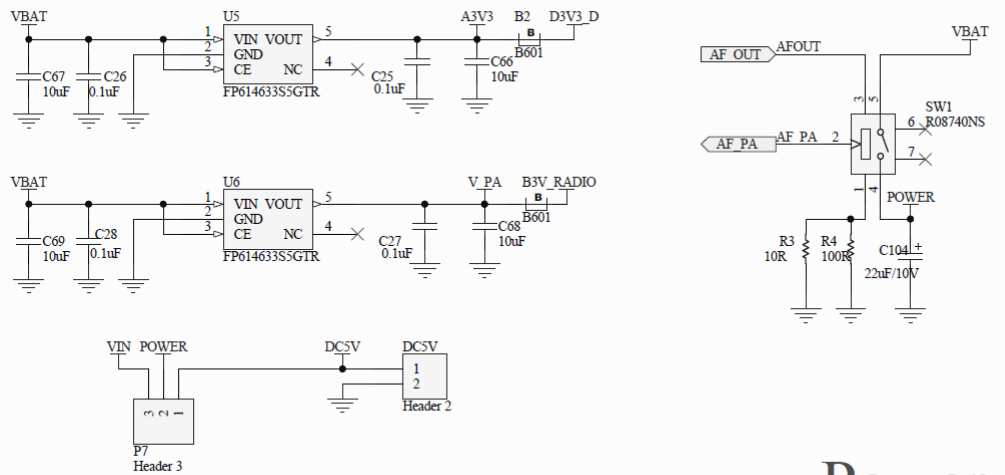 VBAT
U5
A3V3
B2
D3V3_D
1
VIN
VOUT
5
B
2
GND
B601
3
CE
NC
4
C67
10uF
C26
0.1uF
FP614633S5GTR
C25
0.1uF
C66
10uF
VBAT
U6
V_PA
B3V_RADIO
1
VIN
VOUT
5
B
2
GND
B601
3
CE
NC
4
C69
10uF
C28
0.1uF
FP614633S5GTR
C27
0.1uF
C68
10uF
VIN
POWER
DC5V
DC5V
1
2
Header 2
3
2
1
P7
Header 3
AF_OUT
AFOUT
VBAT
3
5
SW1
R08740NS
6
7
AF_PA
AF PA
2
1
4
POWER
R3
10R
R4
100R
C104
+
22uF/10V